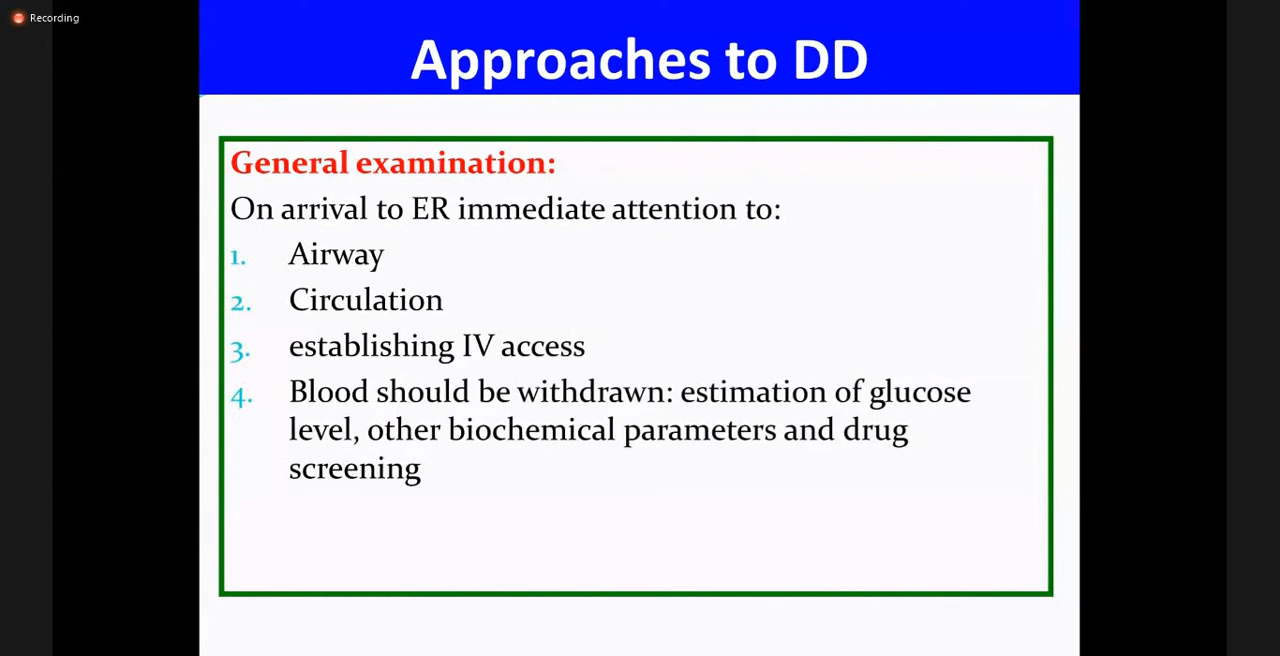 Recording
Approaches to DD
General examination:
On arrival to ER immediate attention to:
1. Airway
2. Circulation
3. establishing IV access
4. Blood should be withdrawn: estimation of glucose
level, other biochemical parameters and drug
screening